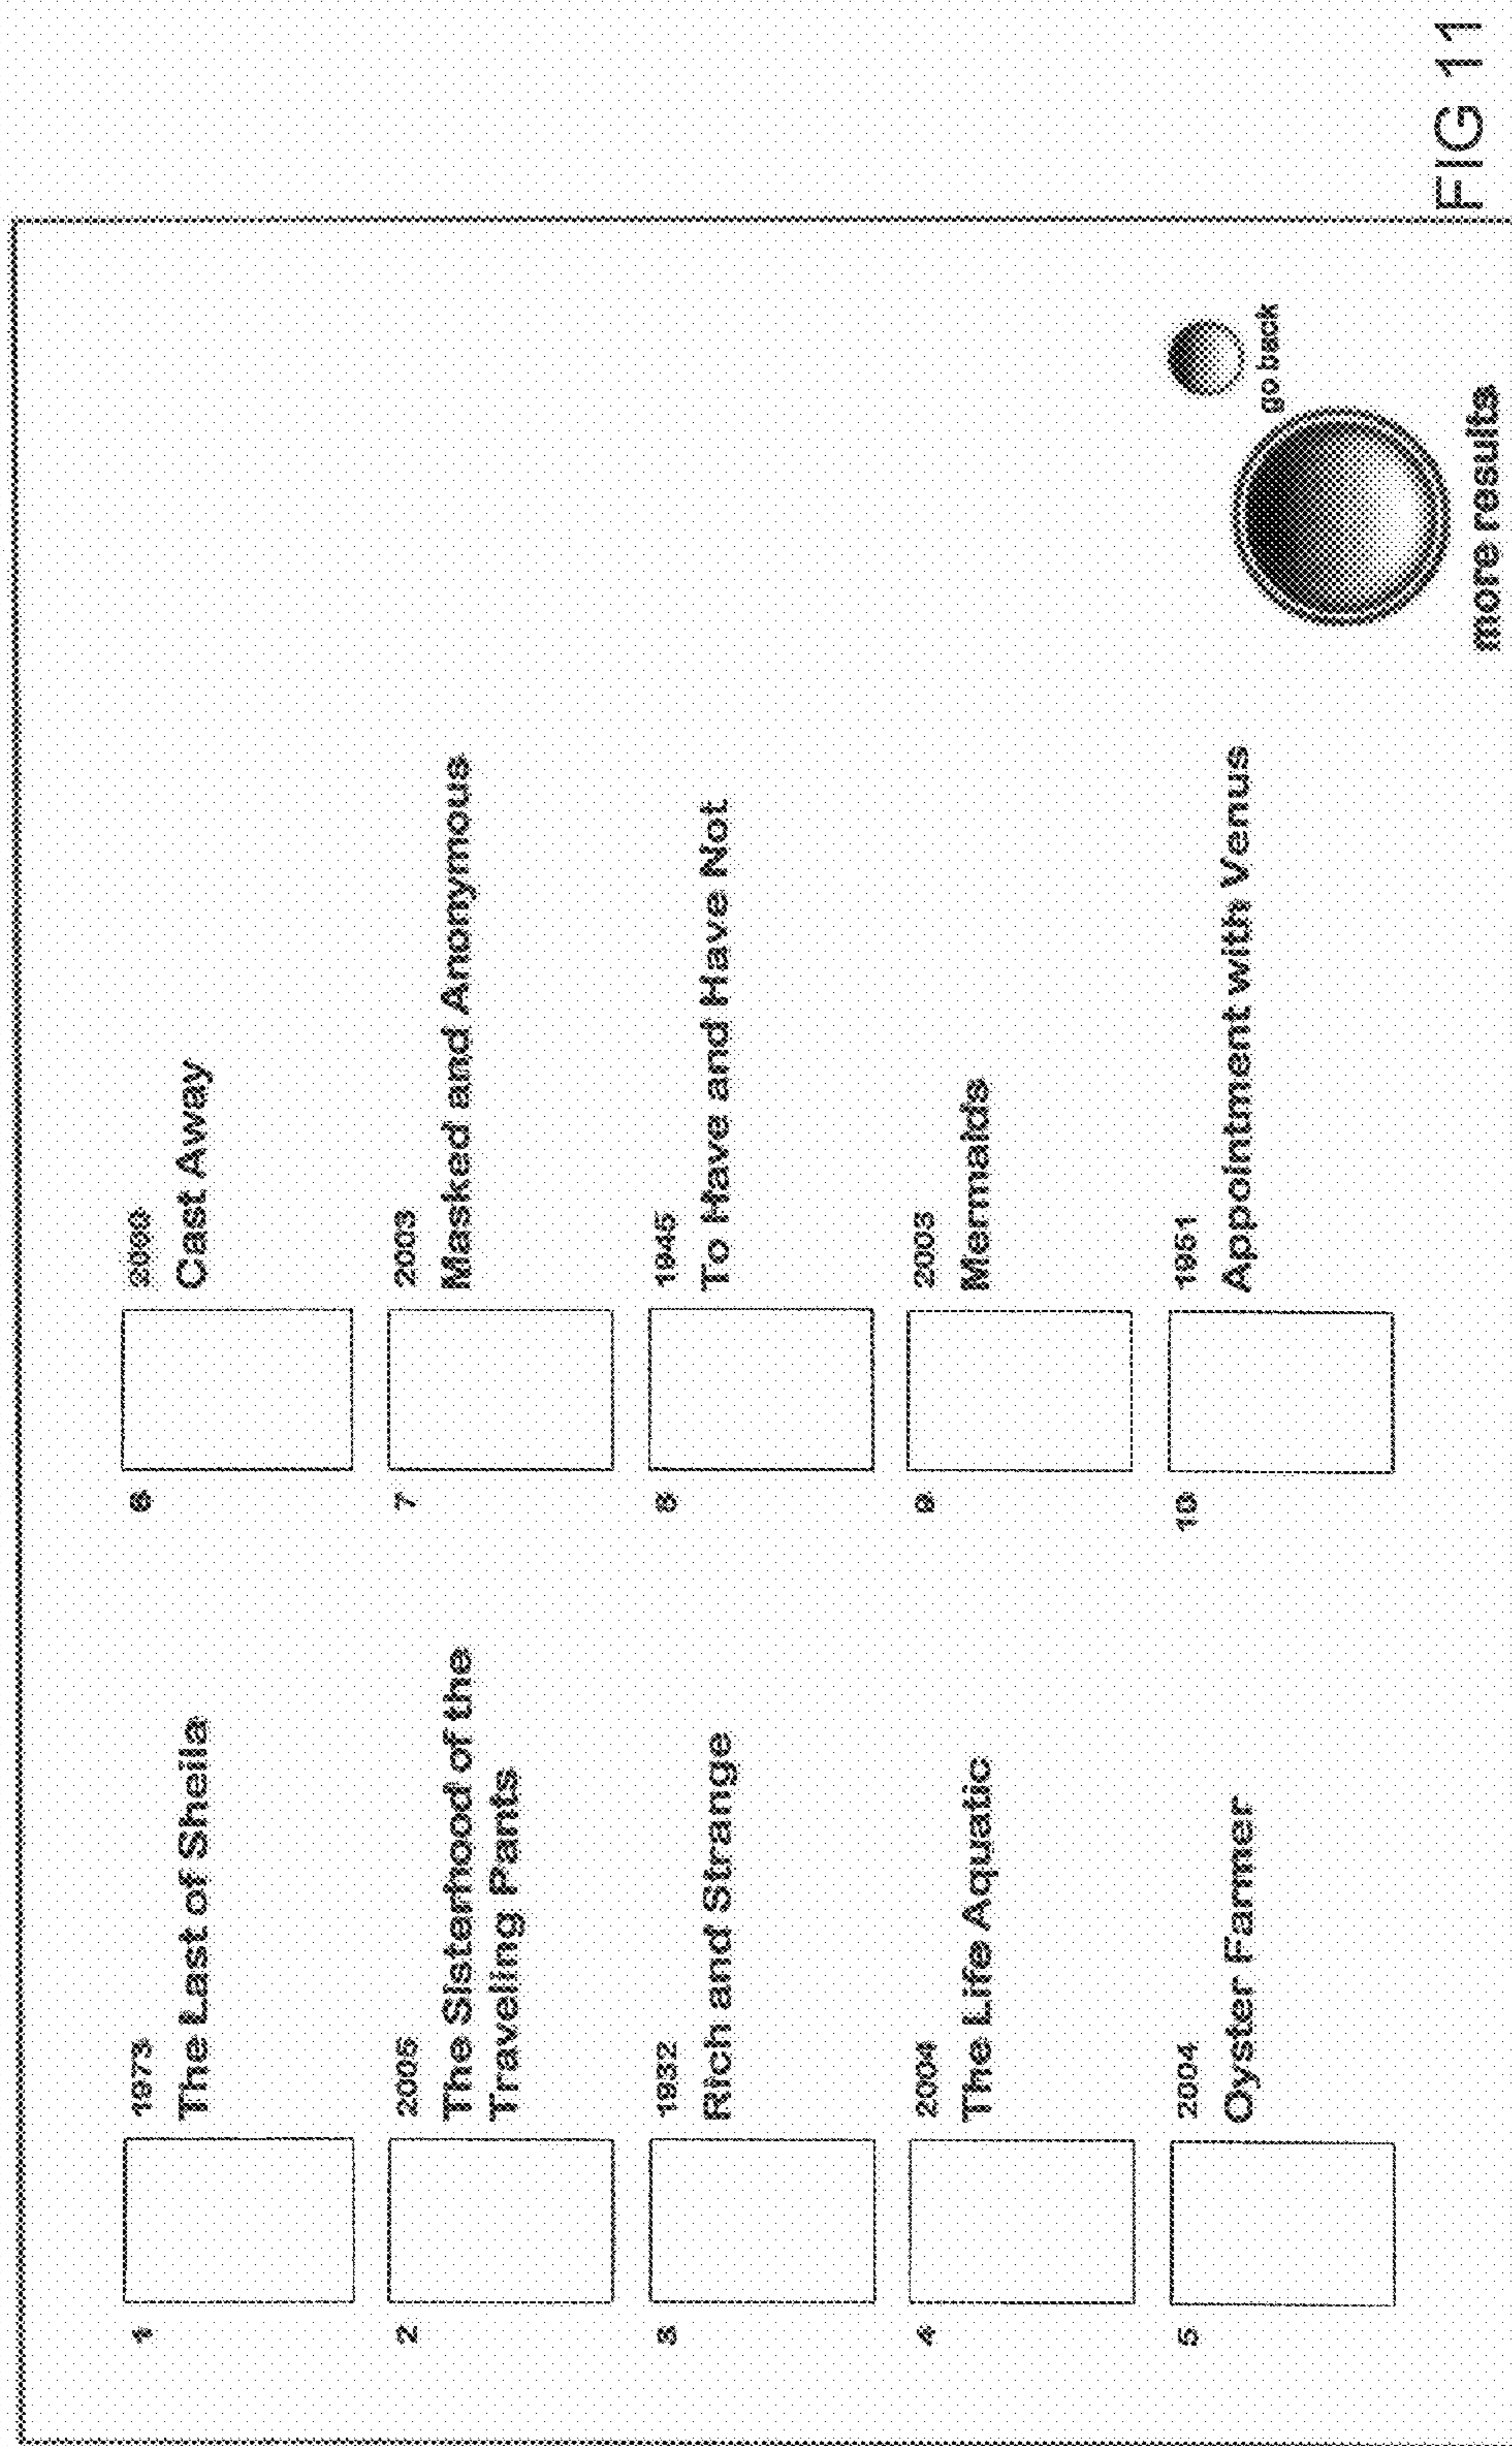 1
1973
The Last of Sheila
2
2005
The Sisterhood of the
Traveling Pants
3
1932
Rich and Strange
4
2004
The Life Aquatic
5
2004
Oyster Farmer
6
2000
Cast Away
7
2003
Masked and Anonymous
8
1945
To Have and Have Not
9
2003
Mermaids
10
1951
Appointment with Venus
go back
more results
FIG 11